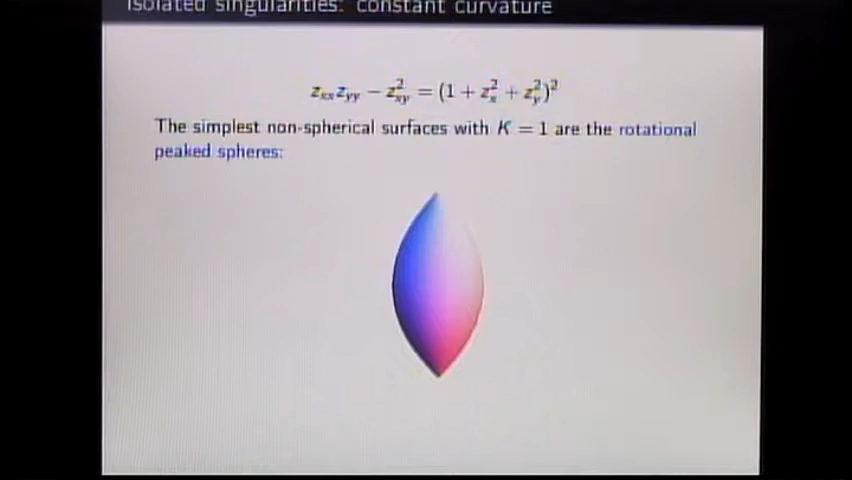 Isolated singularities: constant curvature
z_{xx}z_{yy} − z_{xy}^2 = (1 + z_x^2 + z_y^2)^2
The simplest non-spherical surfaces with K = 1 are the rotational
peaked spheres: